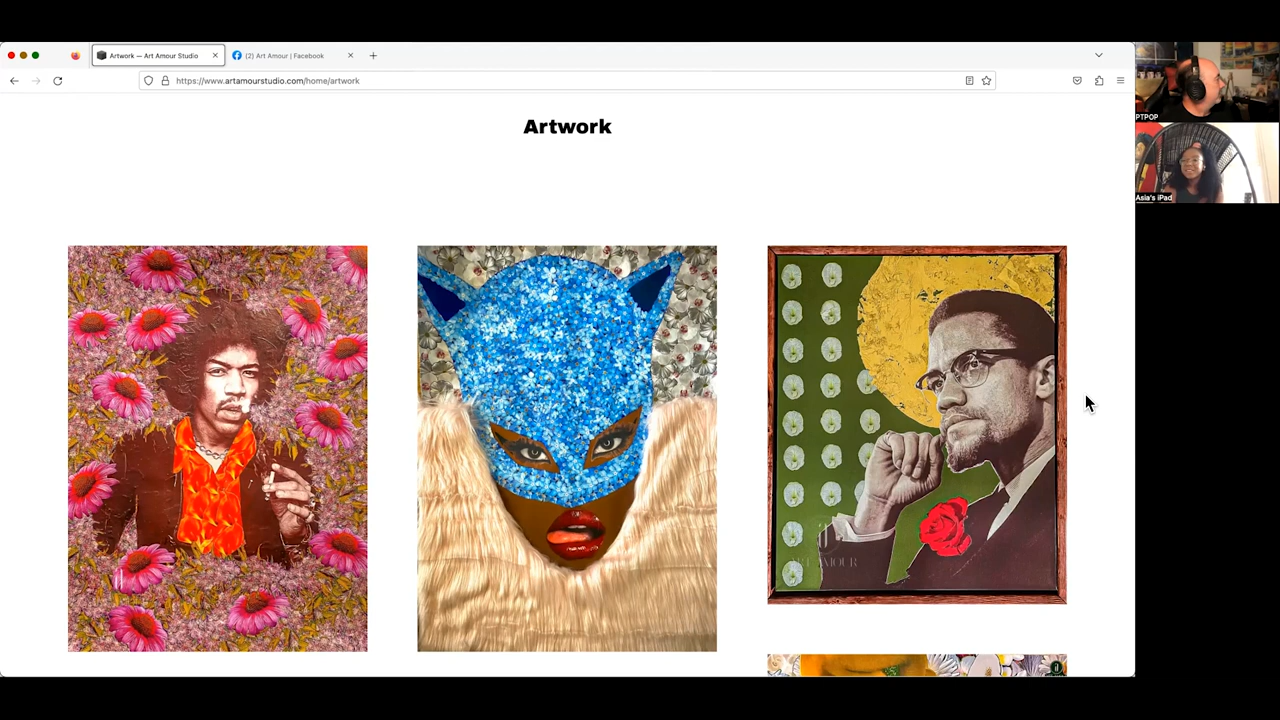 Artwork — Art Amour Studio
(2) Art Amour | Facebook
https://www.artamourstudio.com/home/artwork
Artwork
PTPOP
Asia's iPad